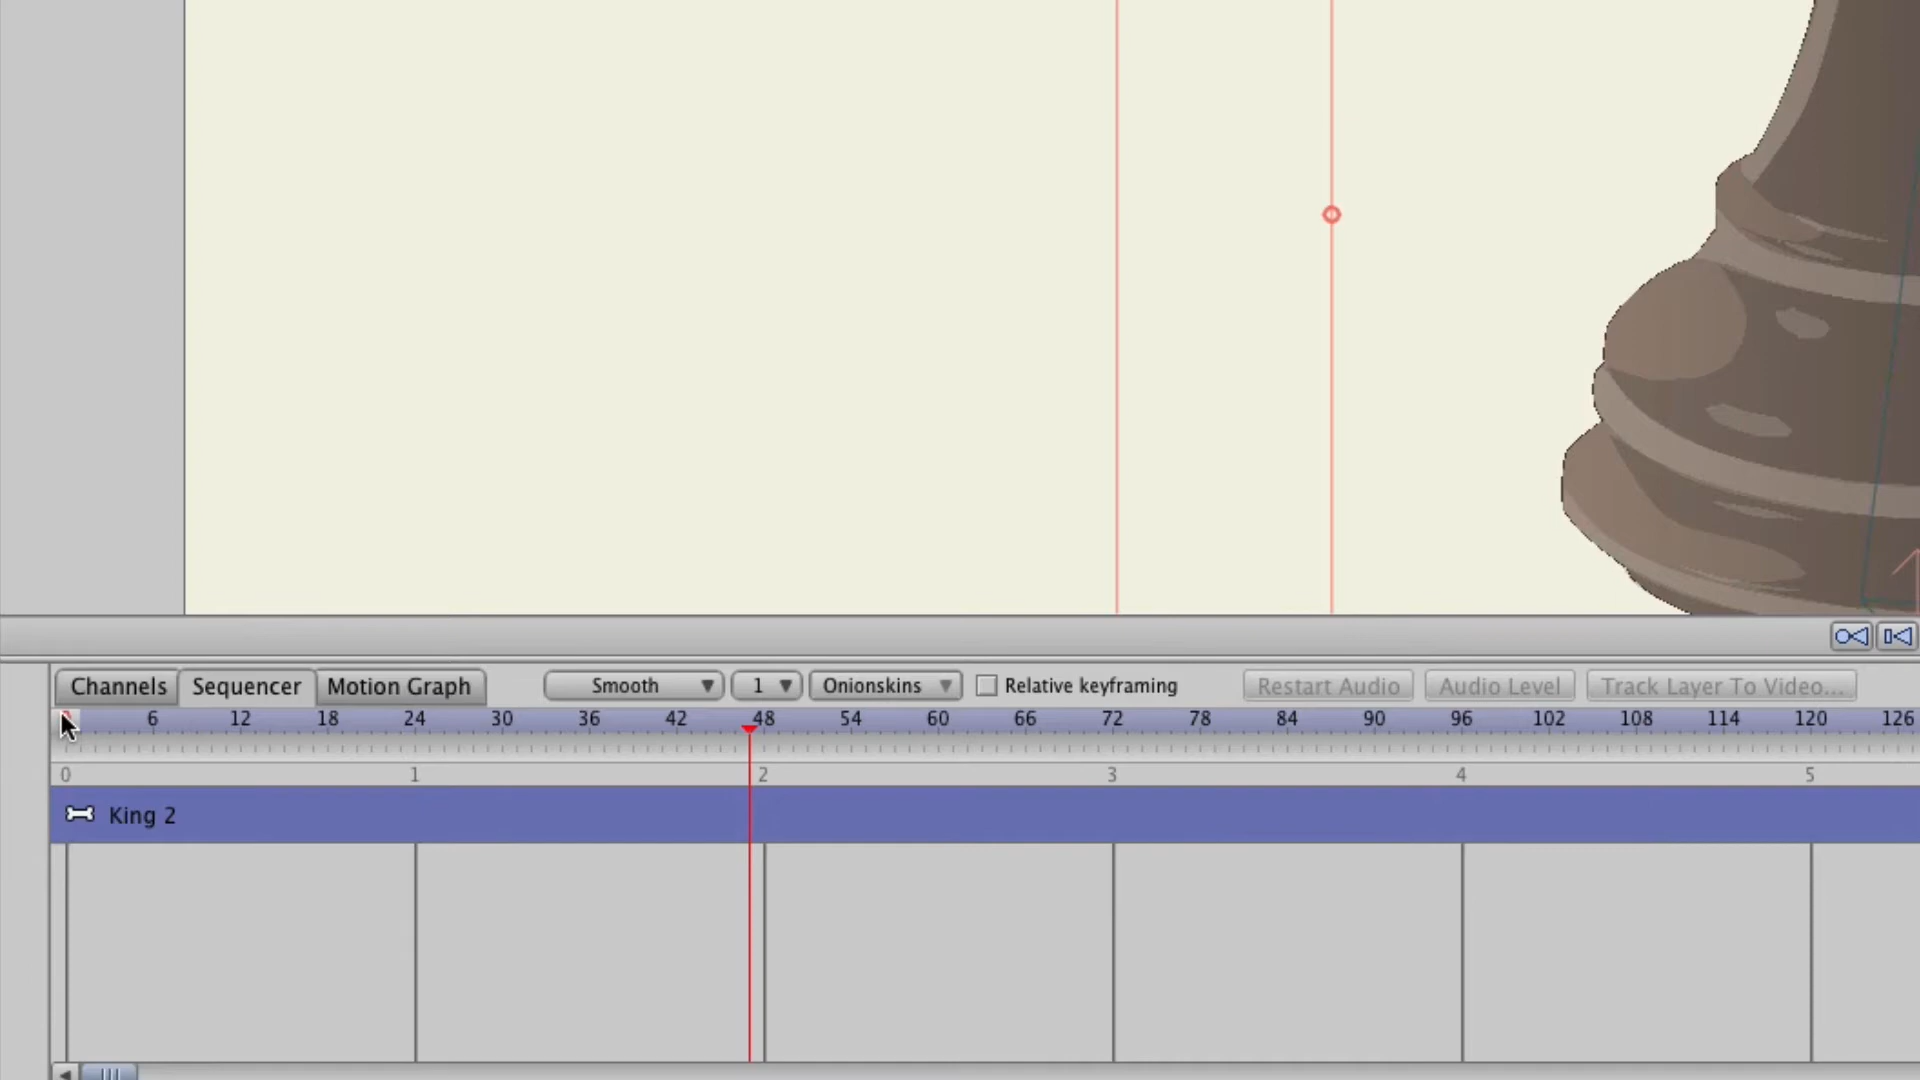 Channels Sequencer Motion Graph Smooth 1 Onionskins Relative keyframing Restart Audio Audio Level Track Layer To Video...
6 12 18 24 30 36 42 48 54 60 66 72 78 84 90 96 102 108 114 120 126
0 1 2 3 4 5
King 2